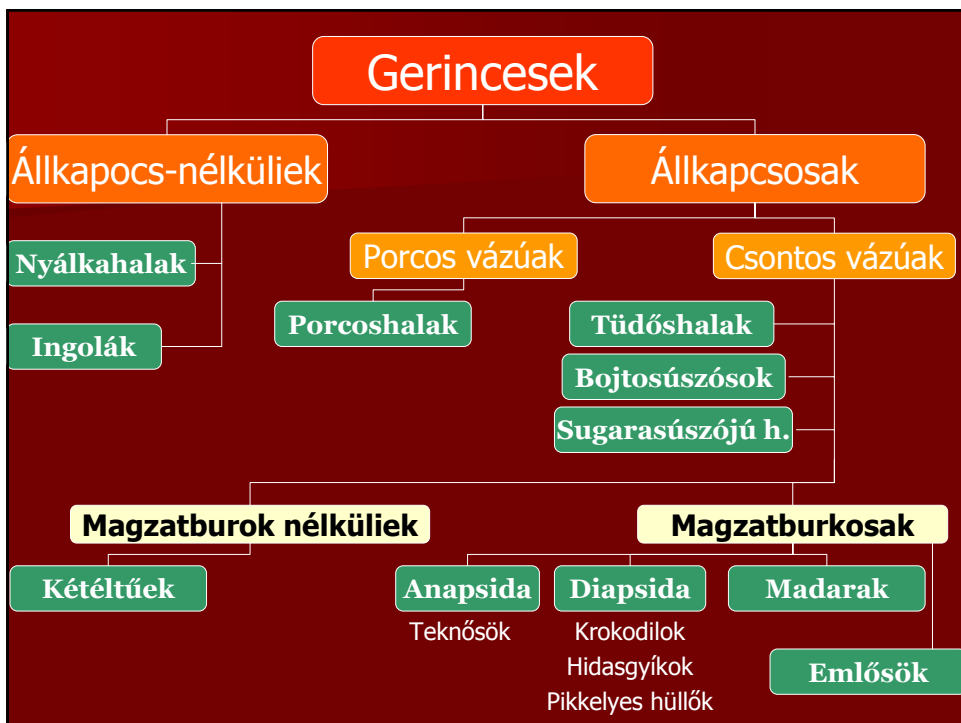 Gerincesek
Állkapocs-nélküliek
Állkapcsosak
Nyálkahalak
Ingolák
Porcos vázúak
Csontos vázúak
Porcoshalak
Tüdőshalak
Bojtosúszósok
Sugarasúszójú h.
Magzatburok nélküliek
Magzatburkosak
Kétéltűek
Anapsida
Diapsida
Madarak
Teknősök
Krokodilok
Hidasgyíkok
Pikkelyes hüllők
Emlősök